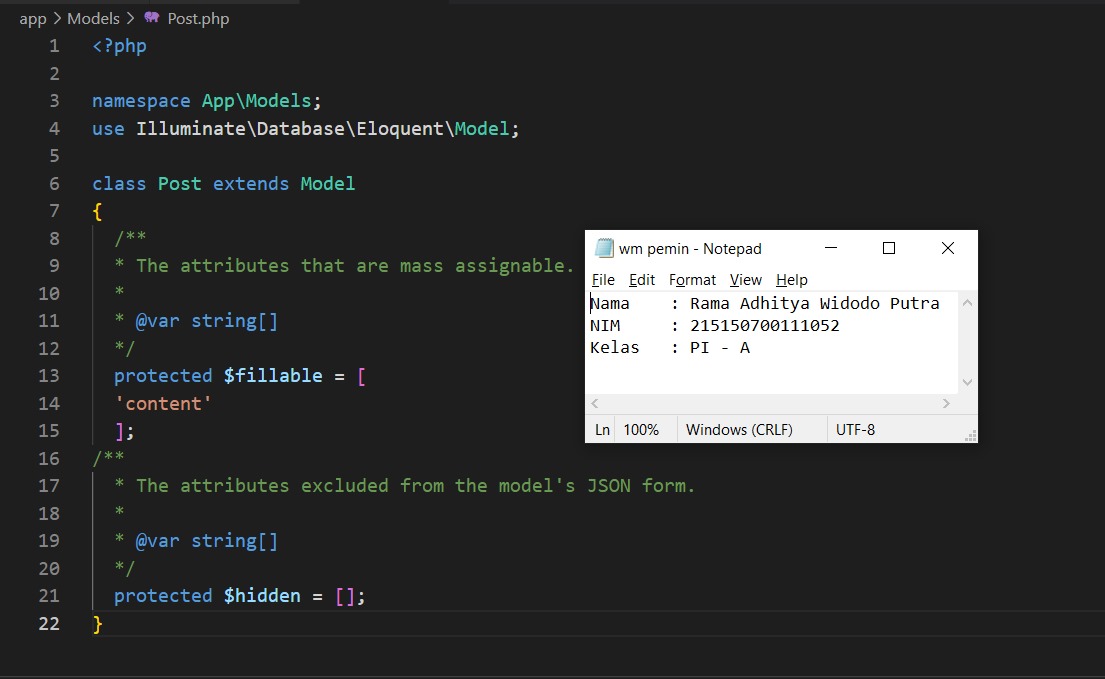 app > Models > Post.php
1 <?php
2
3 namespace App\Models;
4 use Illuminate\Database\Eloquent\Model;
5
6 class Post extends Model
7 {
8 /**
9 * The attributes that are mass assignable.
10 *
11 * @var string[]
12 */
13 protected $fillable = [
14 'content'
15 ];
16 /**
17 * The attributes excluded from the model's JSON form.
18 *
19 * @var string[]
20 */
21 protected $hidden = [];
22 }
wm pemin - Notepad
File Edit Format View Help
Nama : Rama Adhitya Widodo Putra
NIM : 215150700111052
Kelas : PI - A
Ln 100% Windows (CRLF) UTF-8